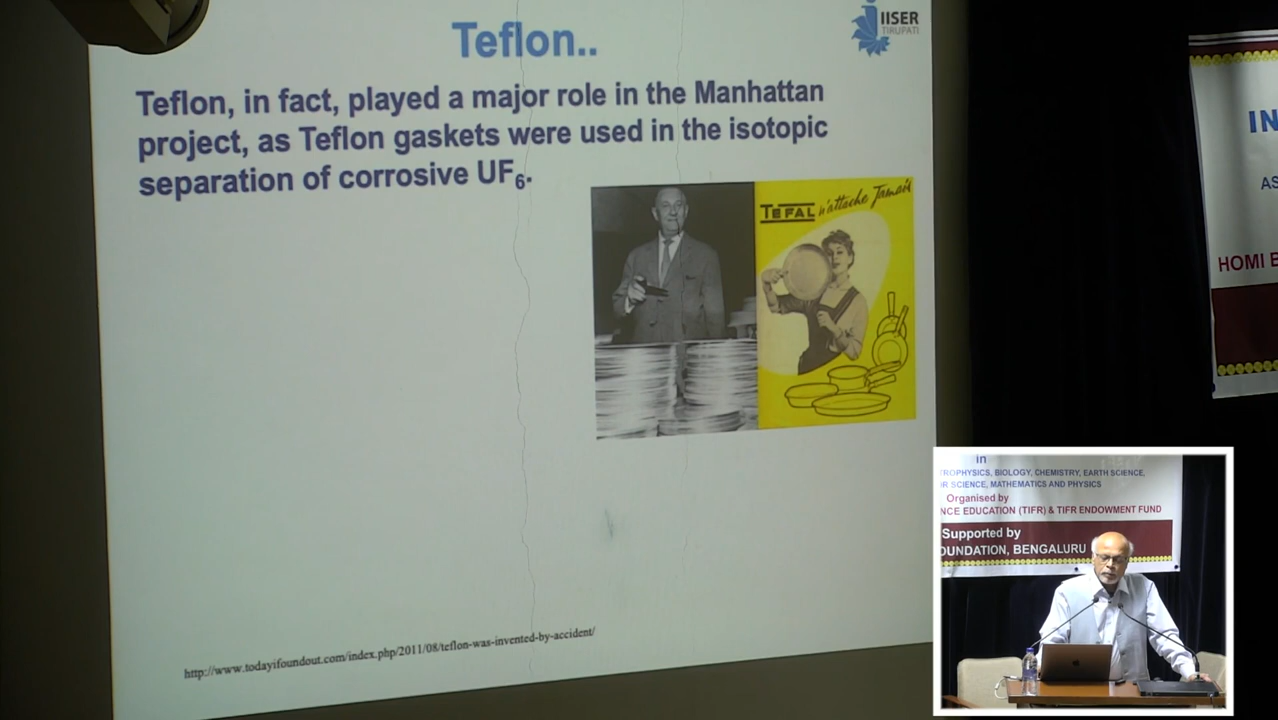 Teflon..
IISER
TIRUPATI
Teflon, in fact, played a major role in the Manhattan
project, as Teflon gaskets were used in the isotopic
separation of corrosive UF₆.
TEFAL n'attache Jamais
http://www.todayifoundout.com/index.php/2011/08/teflon-was-invented-by-accident/
IN
AS
HOMI B
in
TROPHYSICS, BIOLOGY, CHEMISTRY, EARTH SCIENCE,
R SCIENCE, MATHEMATICS AND PHYSICS
Organised by
NCE EDUCATION (TIFR) & TIFR ENDOWMENT FUND
Supported by
OUNDATION, BENGALURU